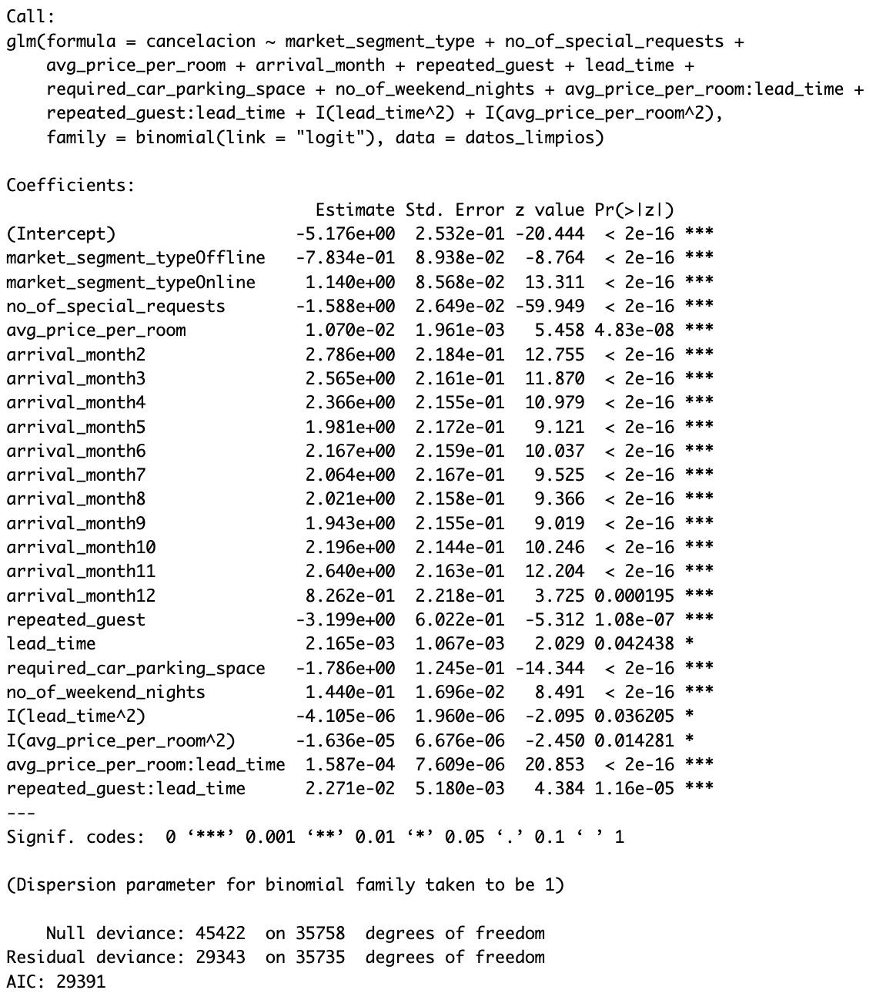 Call:
glm(formula = cancelacion ~ market_segment_type + no_of_special_requests +
    avg_price_per_room + arrival_month + repeated_guest + lead_time +
    required_car_parking_space + no_of_weekend_nights + avg_price_per_room:lead_time +
    repeated_guest:lead_time + I(lead_time^2) + I(avg_price_per_room^2),
    family = binomial(link = "logit"), data = datos_limpios)

Coefficients:
                               Estimate Std. Error z value Pr(>|z|)
(Intercept)                  -5.176e+00  2.532e-01 -20.444  < 2e-16 ***
market_segment_typeOffline   -7.834e-01  8.938e-02  -8.764  < 2e-16 ***
market_segment_typeOnline     1.140e+00  8.568e-02  13.311  < 2e-16 ***
no_of_special_requests       -1.588e+00  2.649e-02 -59.949  < 2e-16 ***
avg_price_per_room            1.070e-02  1.961e-03   5.458 4.83e-08 ***
arrival_month2                2.786e+00  2.184e-01  12.755  < 2e-16 ***
arrival_month3                2.565e+00  2.161e-01  11.870  < 2e-16 ***
arrival_month4                2.366e+00  2.155e-01  10.979  < 2e-16 ***
arrival_month5                1.981e+00  2.172e-01   9.121  < 2e-16 ***
arrival_month6                2.167e+00  2.159e-01  10.037  < 2e-16 ***
arrival_month7                2.064e+00  2.167e-01   9.525  < 2e-16 ***
arrival_month8                2.021e+00  2.158e-01   9.366  < 2e-16 ***
arrival_month9                1.943e+00  2.155e-01   9.019  < 2e-16 ***
arrival_month10               2.196e+00  2.144e-01  10.246  < 2e-16 ***
arrival_month11               2.640e+00  2.163e-01  12.204  < 2e-16 ***
arrival_month12               8.262e-01  2.218e-01   3.725 0.000195 ***
repeated_guest               -3.199e+00  6.022e-01  -5.312 1.08e-07 ***
lead_time                     2.165e-03  1.067e-03   2.029 0.042438 *
required_car_parking_space   -1.786e+00  1.245e-01 -14.344  < 2e-16 ***
no_of_weekend_nights          1.440e-01  1.696e-02   8.491  < 2e-16 ***
I(lead_time^2)               -4.105e-06  1.960e-06  -2.095 0.036205 *
I(avg_price_per_room^2)      -1.636e-05  6.676e-06  -2.450 0.014281 *
avg_price_per_room:lead_time  1.587e-04  7.609e-06  20.853  < 2e-16 ***
repeated_guest:lead_time      2.271e-02  5.180e-03   4.384 1.16e-05 ***
---
Signif. codes:  0 ‘***’ 0.001 ‘**’ 0.01 ‘*’ 0.05 ‘.’ 0.1 ‘ ’ 1

(Dispersion parameter for binomial family taken to be 1)

    Null deviance: 45422  on 35758  degrees of freedom
Residual deviance: 29343  on 35735  degrees of freedom
AIC: 29391